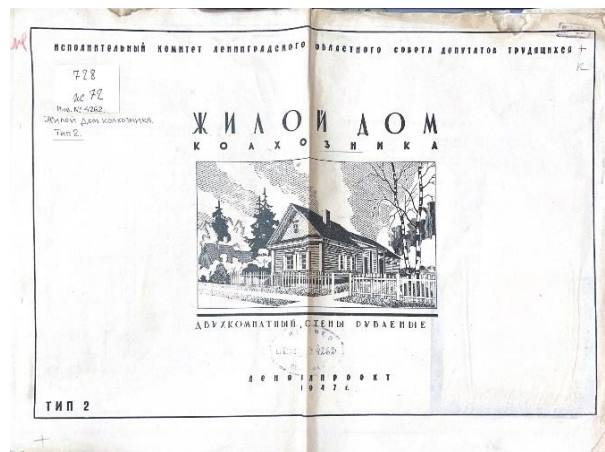 ИСПОЛНИТЕЛЬНЫЙ КОМИТЕТ ЛЕНИНГРАДСКОГО ОБЛАСТНОГО СОВЕТА ДЕПУТАТОВ ТРУДЯЩИХСЯ
728
Инв. № 4262.
Жилой дом колхозника.
Тип 2.
ЖИЛОЙ ДОМ
КОЛХОЗНИКА
ДВУХКОМНАТНЫЙ, СТЕНЫ РУБЛЕНЫЕ
4262
ЛЕНОБЛПРОЕКТ
1947 г.
ТИП 2